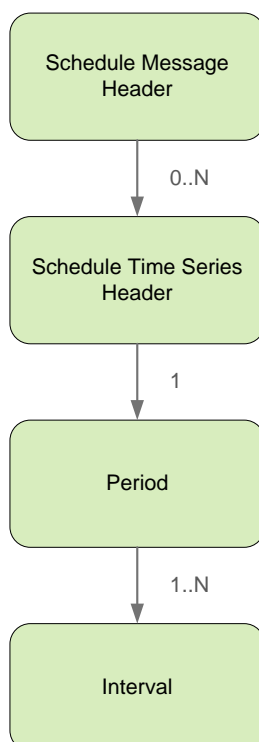 Schedule Message
Header
0..N
Schedule Time Series
Header
1
Period
1..N
Interval